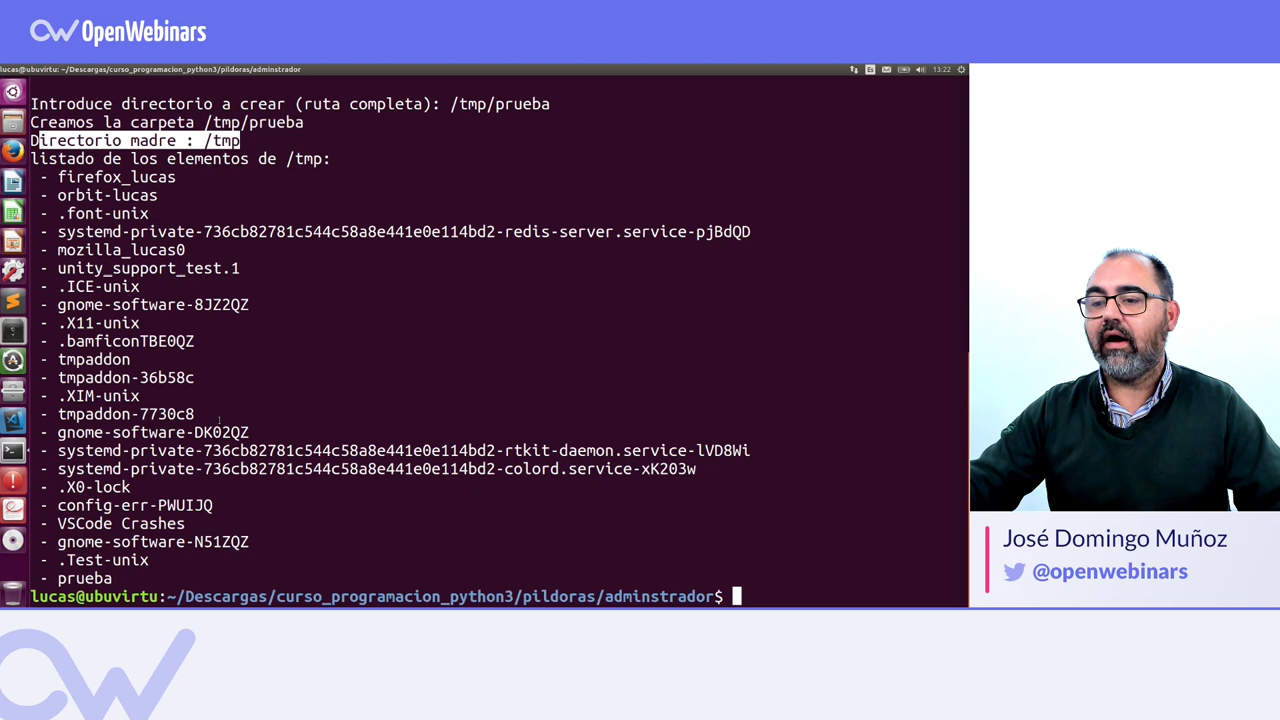 OpenWebinars
lucas@ubuvirtu: ~/Descargas/curso_programacion_python3/pildoras/adminstrador
Es
13:22
Introduce directorio a crear (ruta completa): /tmp/prueba
Creamos la carpeta /tmp/prueba
Directorio madre : /tmp
listado de los elementos de /tmp:
- firefox_lucas
- orbit-lucas
- .font-unix
- systemd-private-736cb82781c544c58a8e441e0e114bd2-redis-server.service-pjBdQD
- mozilla_lucas0
- unity_support_test.1
- .ICE-unix
- gnome-software-8JZ2QZ
- .X11-unix
- .bamficonTBE0QZ
- tmpaddon
- tmpaddon-36b58c
- .XIM-unix
- tmpaddon-7730c8
- gnome-software-DK02QZ
- systemd-private-736cb82781c544c58a8e441e0e114bd2-rtkit-daemon.service-lVD8Wi
- systemd-private-736cb82781c544c58a8e441e0e114bd2-colord.service-xK203w
- .X0-lock
- config-err-PWUIJQ
- VSCode Crashes
- gnome-software-N51ZQZ
- .Test-unix
- prueba
lucas@ubuvirtu:~/Descargas/curso_programacion_python3/pildoras/adminstrador$
José Domingo Muñoz
@openwebinars